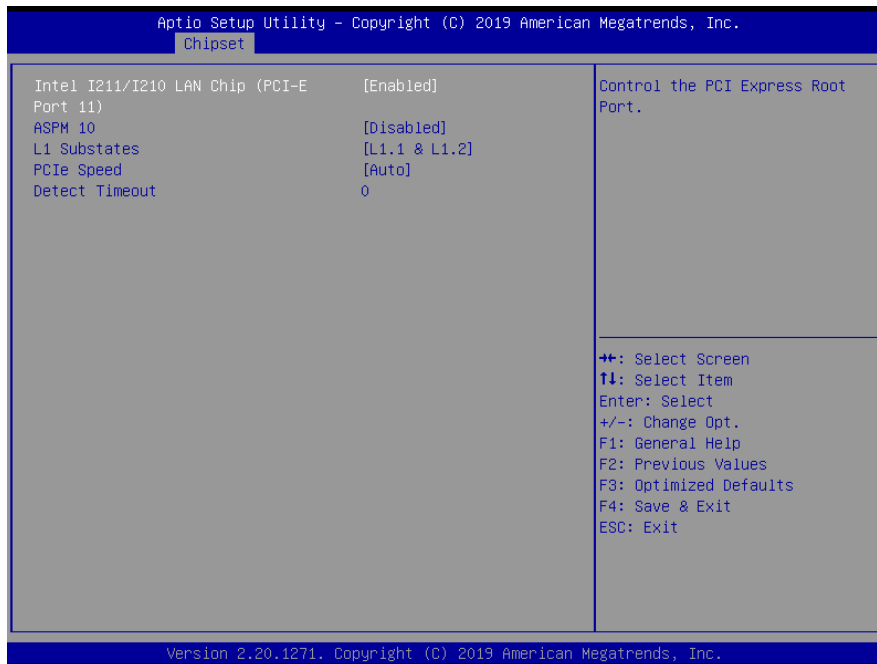 Aptio Setup Utility – Copyright (C) 2019 American Megatrends, Inc.
Chipset
Intel I211/I210 LAN Chip (PCI-E Port 11) [Enabled]
ASPM 10 [Disabled]
L1 Substates [L1.1 & L1.2]
PCIe Speed [Auto]
Detect Timeout 0
Control the PCI Express Root
Port.
→←: Select Screen
↑↓: Select Item
Enter: Select
+/-: Change Opt.
F1: General Help
F2: Previous Values
F3: Optimized Defaults
F4: Save & Exit
ESC: Exit
Version 2.20.1271. Copyright (C) 2019 American Megatrends, Inc.